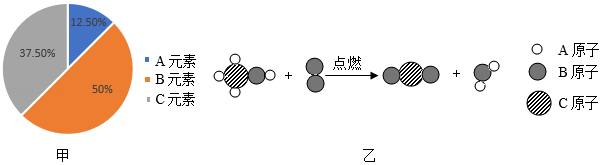 12.50%
37.50%
50%
A 元素
B 元素
C 元素
甲
+
点燃
+
A 原子
B 原子
C 原子
乙